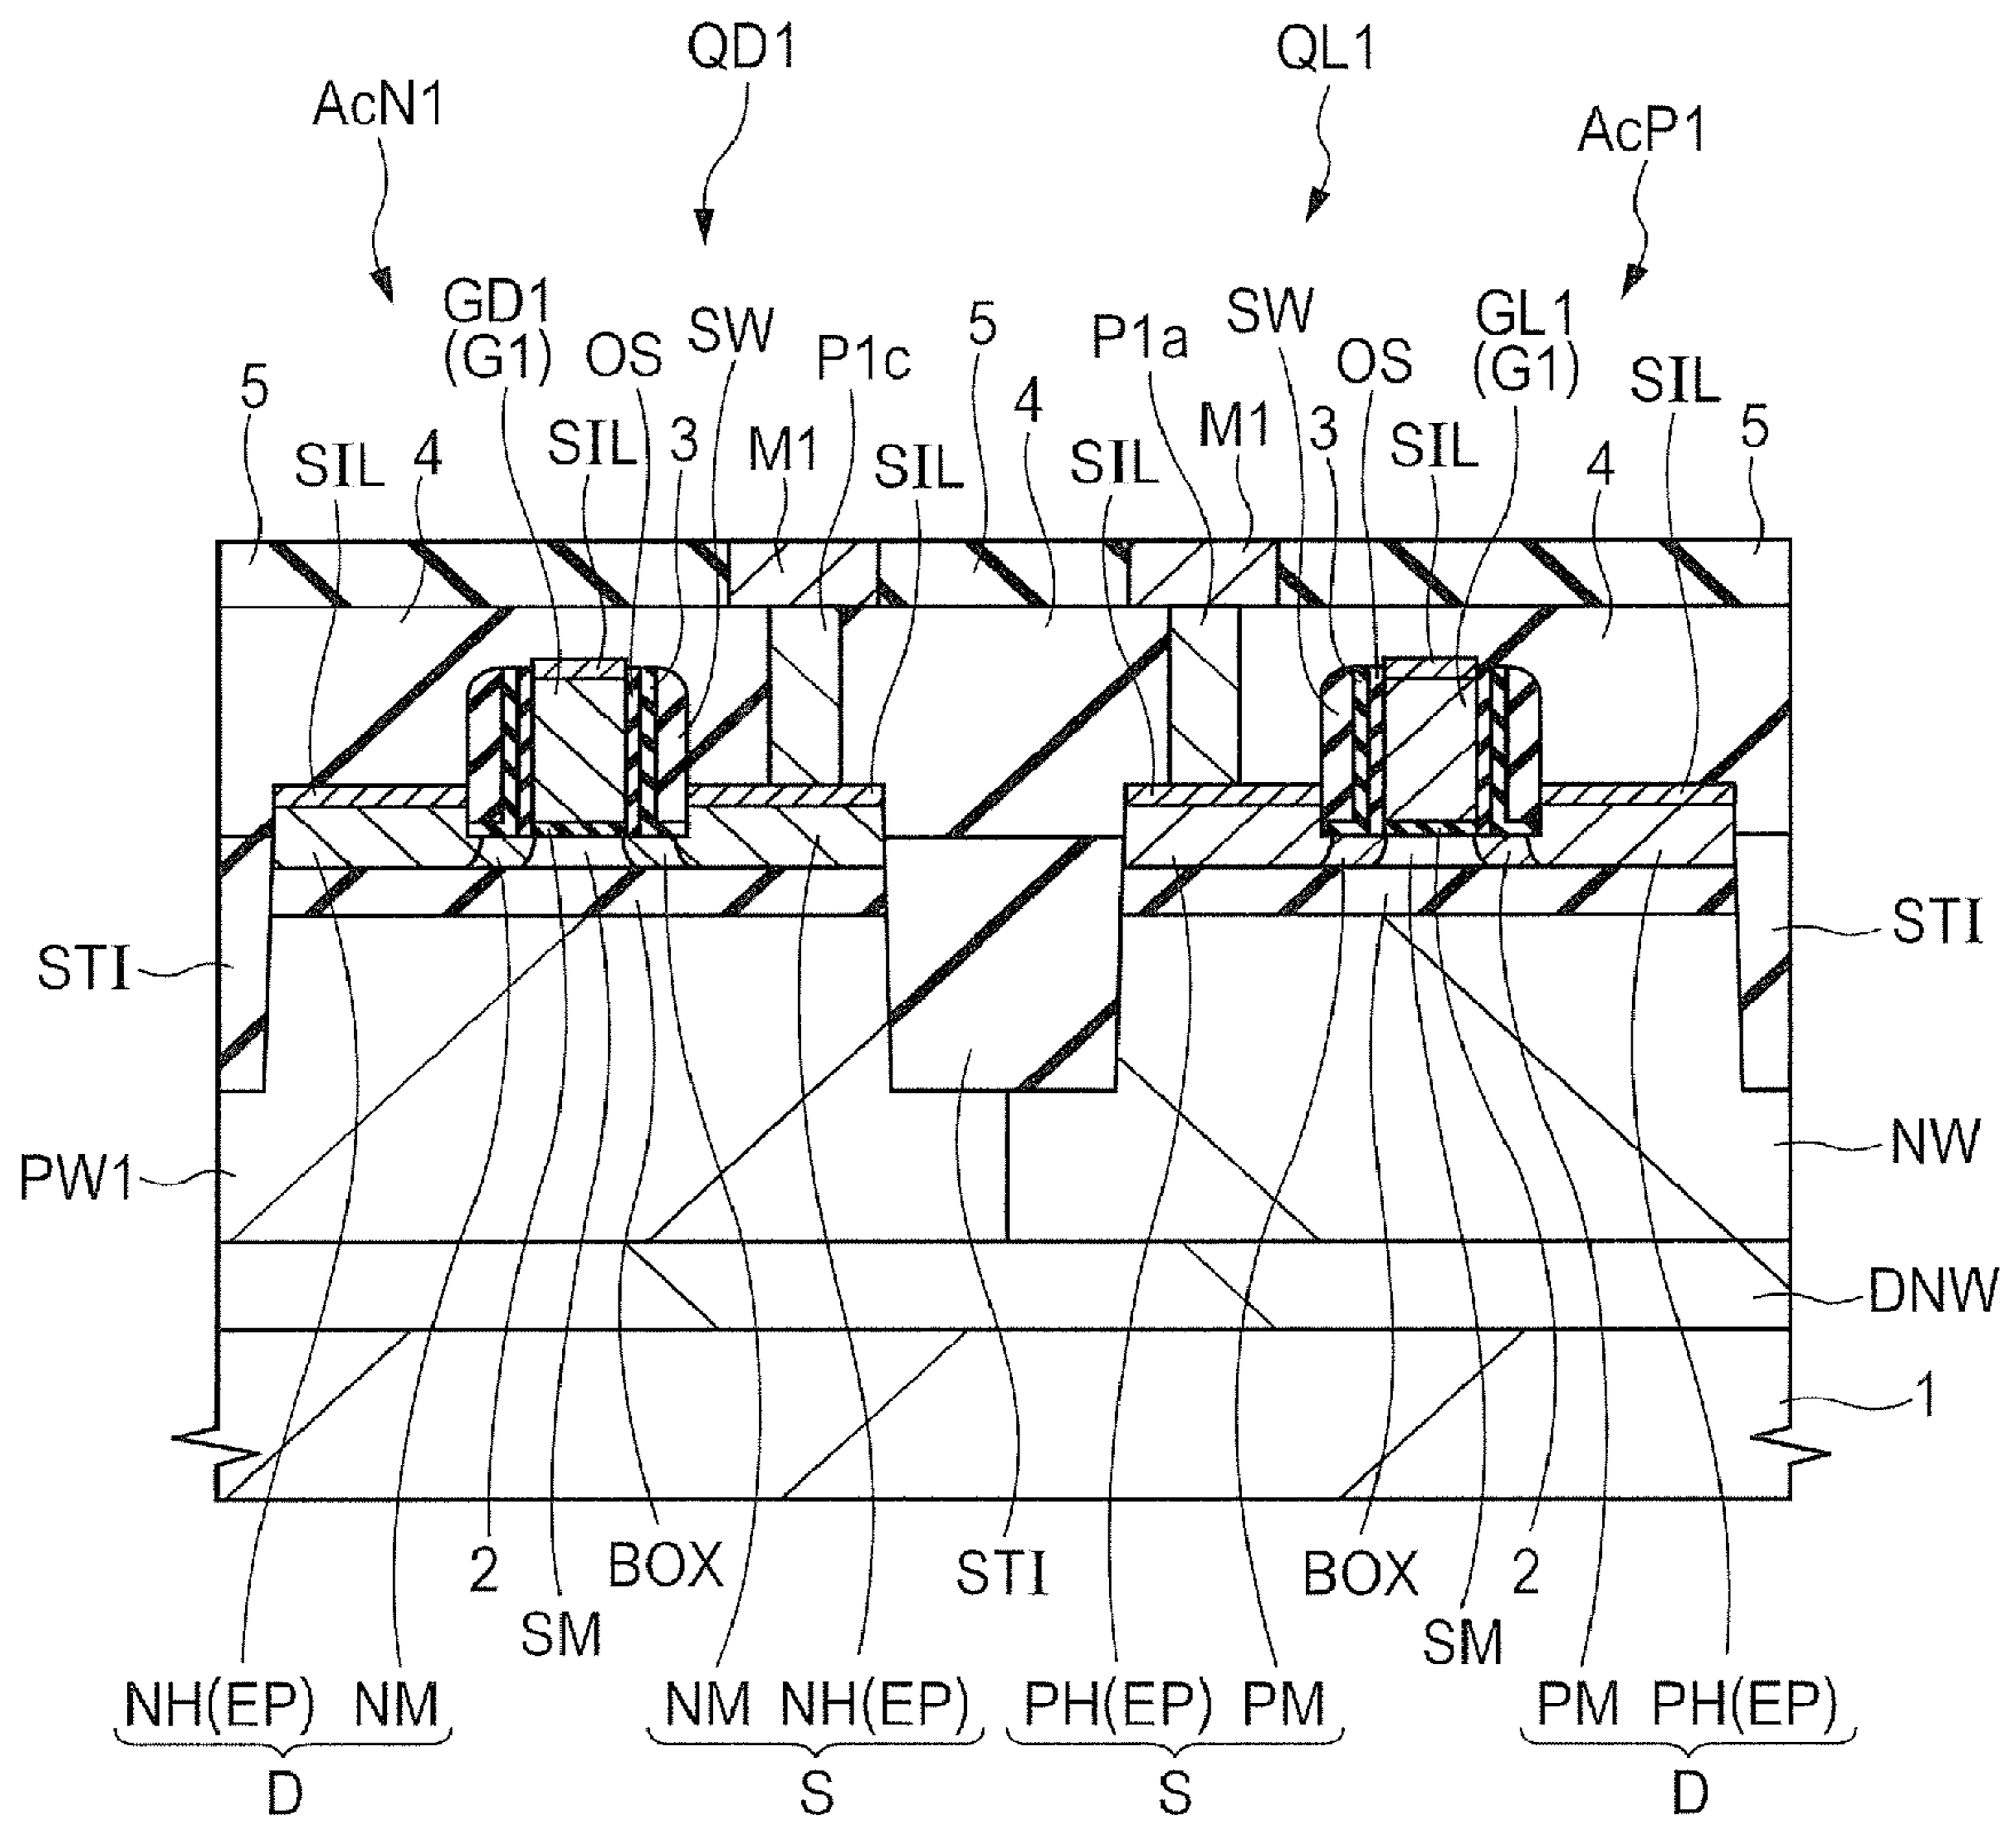 QD1 QL1
AcN1 AcP1
GD1 SW GL1
(G1) OS SW P1c 5 P1a OS (G1) SIL
5 SIL 4 SIL 3 M1 SIL 4 SIL M1 3 SIL 4 5
STI STI
PW1 NW
DNW
1
2 BOX STI BOX 2
SM SM
NH(EP) NM NM NH(EP) PH(EP) PM PM PH(EP)
D S S D